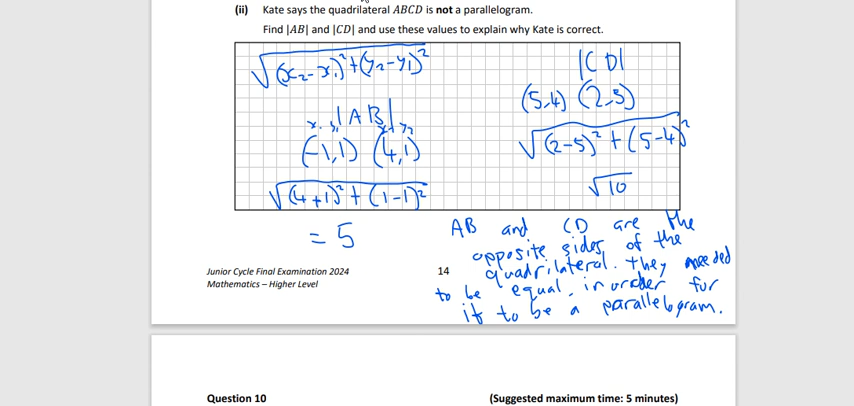 (ii) Kate says the quadrilateral ABCD is not a parallelogram.
Find |AB| and |CD| and use these values to explain why Kate is correct.
√(x₂-x₁)²+(y₂-y₁)²
|AB|
x₁ y₁ x₂ y₂
(-1,1) (4,1)
√(4+1)²+(1-1)²
= 5
|CD|
(5,4) (2,5)
√(2-5)²+(5-4)²
√10
AB and CD are the
opposite sides of the
quadrilateral. they needed
to be equal in order for
it to be a parallelogram.
Junior Cycle Final Examination 2024
Mathematics – Higher Level
14
Question 10 (Suggested maximum time: 5 minutes)